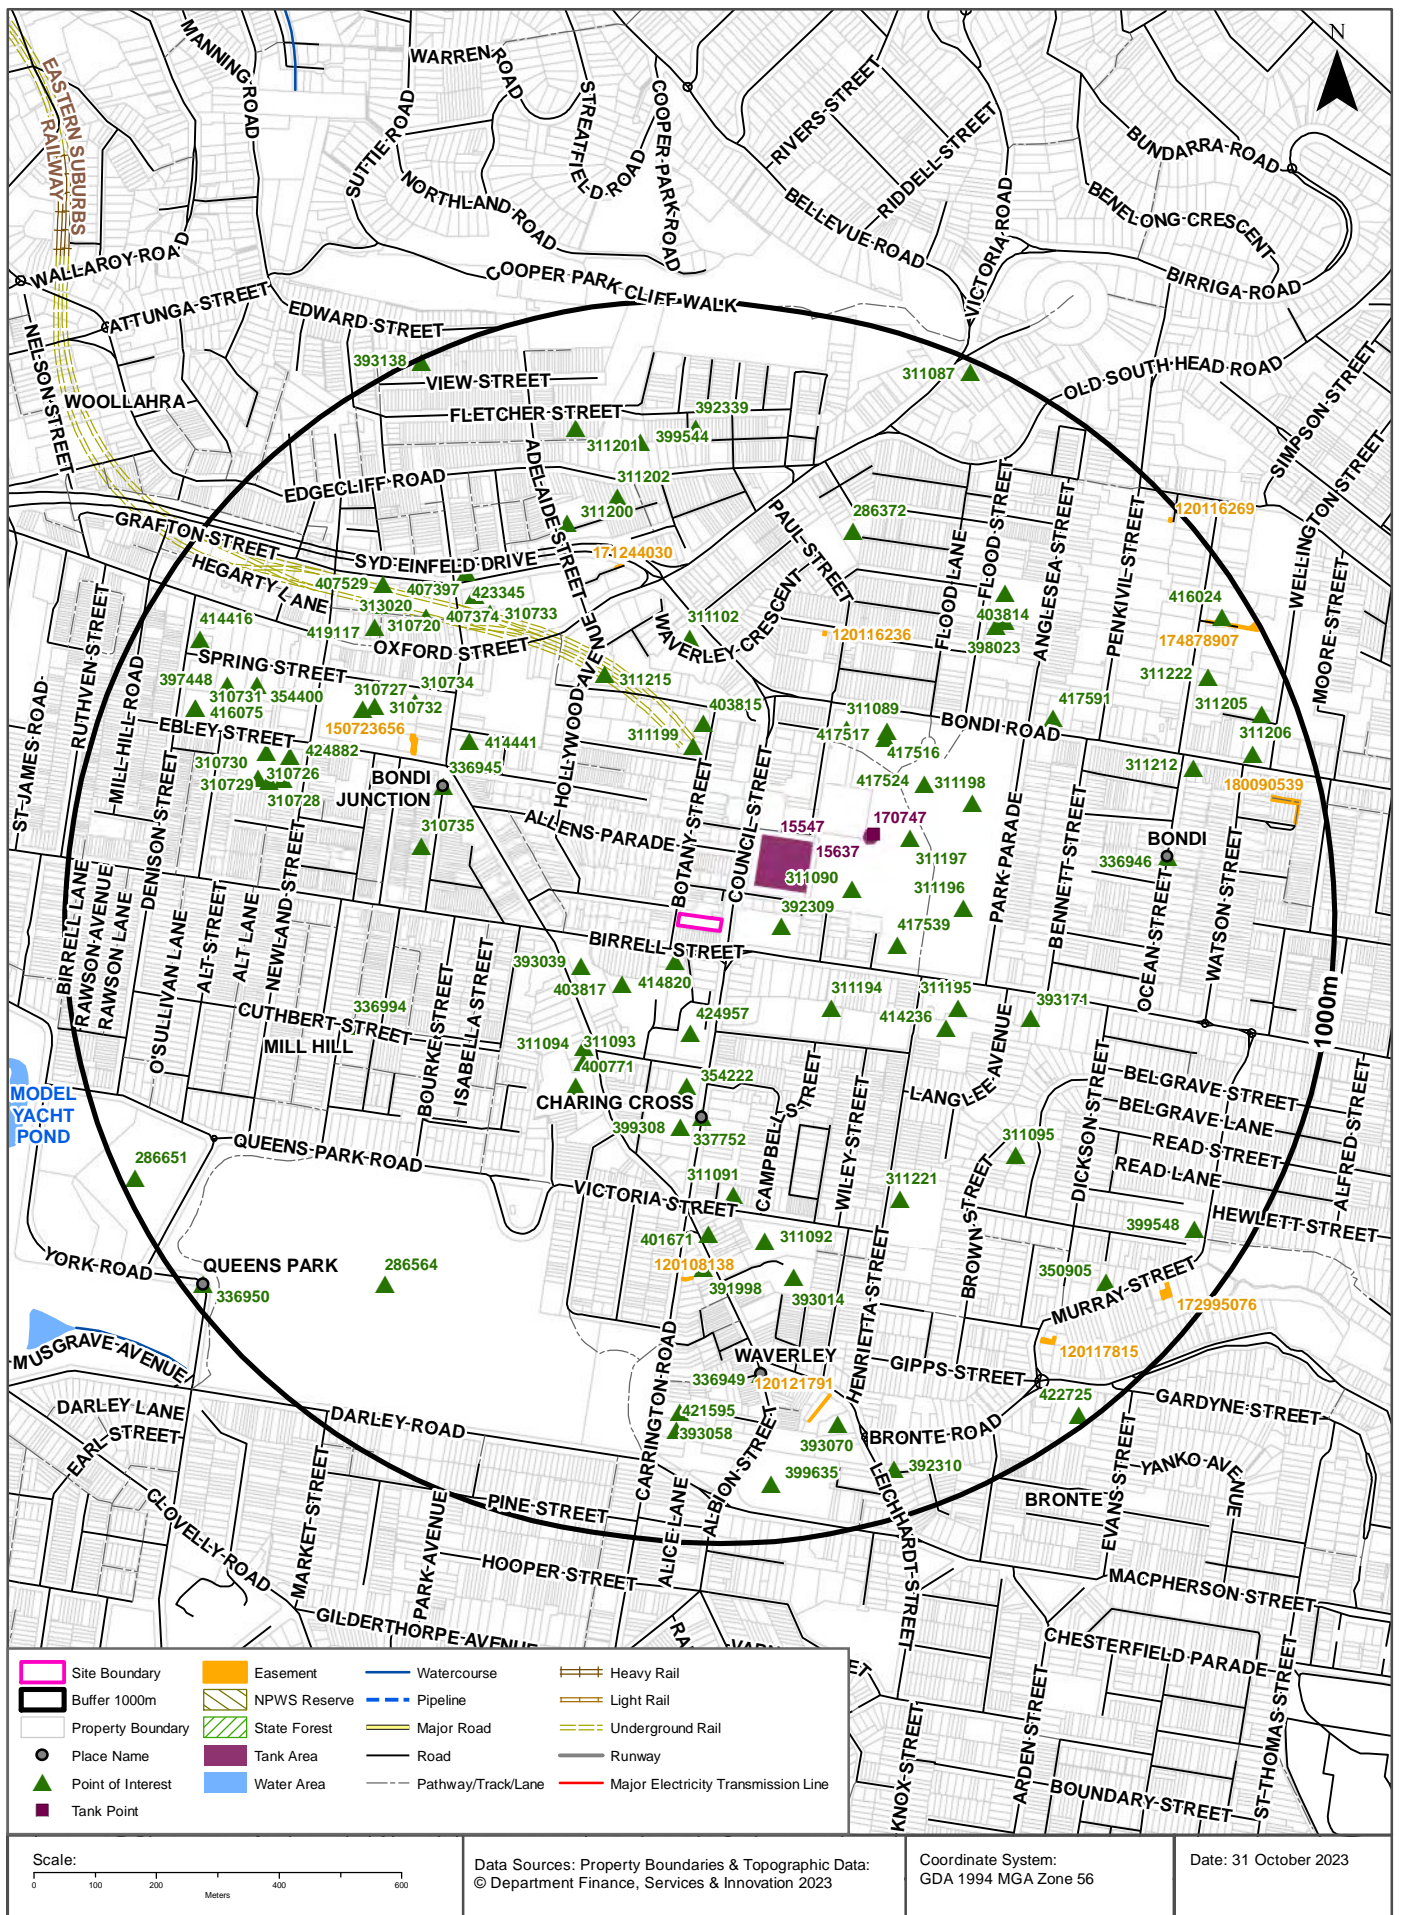 N
MANNING ROAD
WARREN ROAD
EASTERN SUBURBS
RAILWAY
SUTTIE ROAD
STREATFIELD ROAD
COOPER PARK ROAD
RIVERS STREET
RIDDELL STREET
BUNDARRA ROAD
BENELONG CRESCENT
NORTHLAND ROAD
BELLEVUE ROAD
VICTORIA ROAD
BIRRIGA ROAD
WALLAROY ROAD
COOPER PARK CLIFF WALK
ATTUNGA STREET
EDWARD STREET
NELSON STREET
393138
VIEW STREET
311087
OLD SOUTH HEAD ROAD
SIMPSON STREET
WOOLLAHRA
FLETCHER STREET
392339
311201
399544
WELLINGTON STREET
EDGECLIFF ROAD
ADELAIDE STREET
311202
311200
286372
PAUL STREET
FLOOD STREET
ANGLESEA STREET
PENKIVIL STREET
120116269
GRAFTON STREET
SYD EINFELD DRIVE
171244030
HEGARTY LANE
407529
407397
423345
313020
407374
310733
414416
419117
310720
OXFORD STREET
311102
WAVERLEY CRESCENT
120116236
FLOOD LANE
403814
398023
416024
174878907
MOORE STREET
RUTHVEN STREET
MILL HILL ROAD
SPRING STREET
397448
310731
354400
310727
310734
310732
HOLLYWOOD AVENUE
311215
311222
311205
416075
EBLEY STREET
150723656
403815
311089
BONDI ROAD
417591
311206
ST JAMES ROAD
424882
414441
311199
417517
417516
311212
310730
310726
310729
310728
BONDI
JUNCTION
336945
417524
311198
180090539
DENISON STREET
NEWLAND STREET
310735
ALLENS PARADE
BOTANY STREET
COUNCIL STREET
15547
170747
15637
311197
PARK PARADE
BENNETT STREET
BONDI
336946
311090
311196
392309
417539
BIRRELL STREET
BIRRELL LANE
RAWSON AVENUE
RAWSON LANE
O'SULLIVAN LANE
ALT STREET
ALT LANE
393039
403817
414820
OCEAN STREET
WATSON STREET
1000m
336994
CUTHBERT STREET
BOURKE STREET
ISABELLA STREET
424957
311194
311195
414236
393171
MILL HILL
311094
311093
400771
354222
MODEL
YACHT
POND
CHARING CROSS
CAMPBELL STREET
WILEY STREET
LANGLEE AVENUE
BELGRAVE STREET
BELGRAVE LANE
399308
337752
QUEENS PARK ROAD
DICKSON STREET
READ STREET
READ LANE
ALFRED STREET
286651
311095
311091
VICTORIA STREET
311221
HEWLETT STREET
399548
401671
311092
HENRIETTA STREET
BROWN STREET
YORK ROAD
QUEENS PARK
336950
286564
120108138
391998
393014
350905
MURRAY STREET
172995076
MUSGRAVE AVENUE
WAVERLEY
120117815
336949
120121791
GIPPS STREET
CARRINGTON ROAD
DARLEY LANE
EARL STREET
DARLEY ROAD
421595
393058
393070
BRONTE ROAD
422725
GARDYNE STREET
ALBION STREET
392310
399635
YANKO AVENUE
EVANS STREET
BRONTE
CLOVELLY ROAD
MARKET STREET
PARK AVENUE
PINE STREET
ALICE LANE
LEICHHARDT STREET
HOOPER STREET
MACPHERSON STREET
GILDERTHORPE AVENUE
CHESTERFIELD PARADE
ARDEN STREET
KNOX STREET
ST THOMAS STREET
BOUNDARY STREET
Site Boundary
Easement
Watercourse
Heavy Rail
Buffer 1000m
NPWS Reserve
Pipeline
Light Rail
Property Boundary
State Forest
Major Road
Underground Rail
Place Name
Tank Area
Road
Runway
Point of Interest
Water Area
Pathway/Track/Lane
Major Electricity Transmission Line
Tank Point
Scale:
0 100 200 400 600
Meters
Data Sources: Property Boundaries & Topographic Data:
© Department Finance, Services & Innovation 2023
Coordinate System:
GDA 1994 MGA Zone 56
Date: 31 October 2023